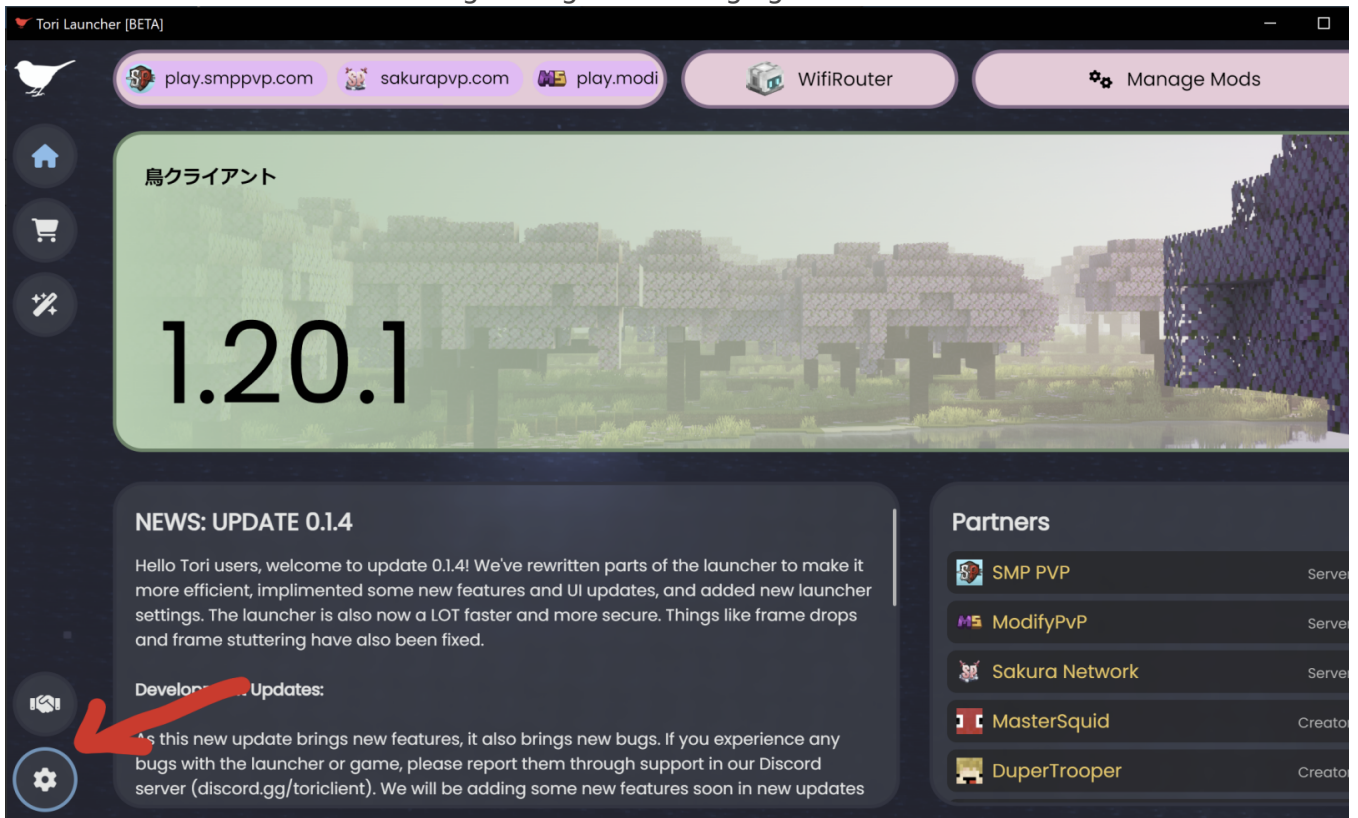 Tori Launcher [BETA]
play.smppvp.com
sakurapvp.com
play.modi
WifiRouter
Manage Mods
鳥クライアント
1.20.1
NEWS: UPDATE 0.1.4
Hello Tori users, welcome to update 0.1.4! We've rewritten parts of the launcher to make it
more efficient, implimented some new features and UI updates, and added new launcher
settings. The launcher is also now a LOT faster and more secure. Things like frame drops
and frame stuttering have also been fixed.
Updates:
As this new update brings new features, it also brings new bugs. If you experience any
bugs with the launcher or game, please report them through support in our Discord
server (discord.gg/toriclient). We will be adding some new features soon in new updates
Partners
SMP PVP
Server
ModifyPvP
Server
Sakura Network
Server
MasterSquid
Creator
DuperTrooper
Creator